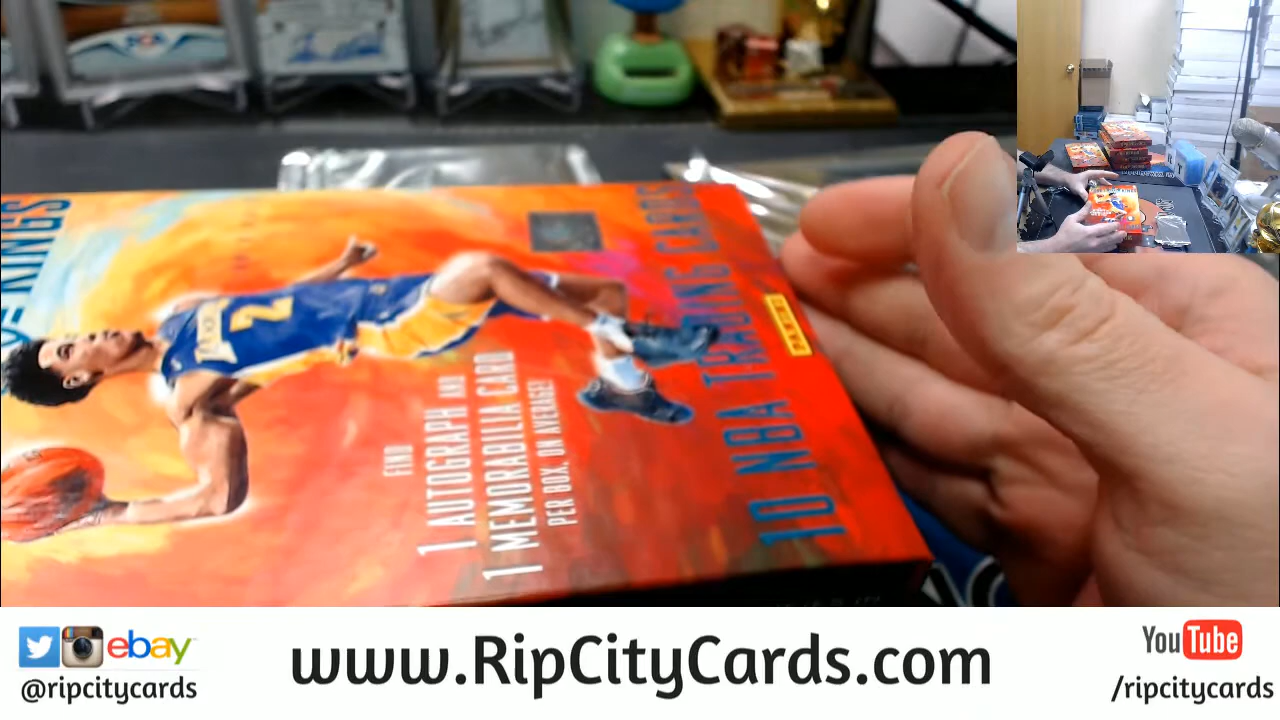 KINGS
LAKERS
2
FIND
1 AUTOGRAPH AND
1 MEMORABILIA CARD
PER BOX, ON AVERAGE!
10 NBA TRADING CARDS
PANINI
ebay
@ripcitycards
www.RipCityCards.com
YouTube
/ripcitycards